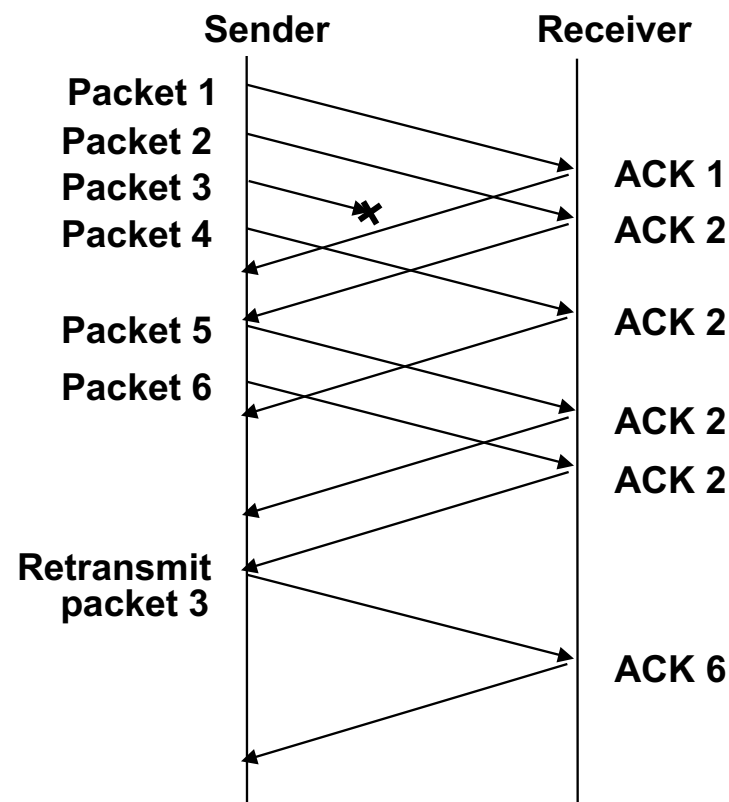 Sender
Receiver
Packet 1
Packet 2
Packet 3
Packet 4
Packet 5
Packet 6
Retransmit
packet 3
ACK 1
ACK 2
ACK 2
ACK 2
ACK 2
ACK 6